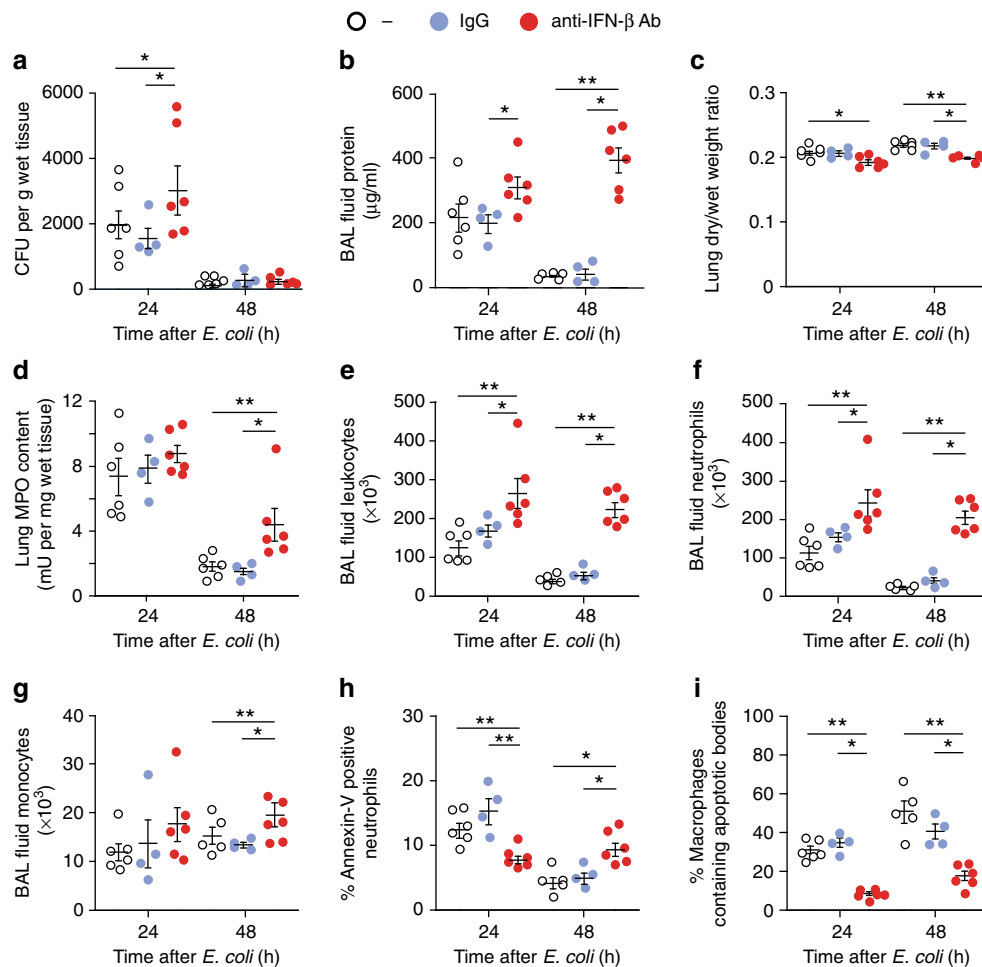 – IgG anti-IFN-β Ab
a
* *
CFU per g wet tissue
6000
4000
2000
0
24 48
Time after E. coli (h)
b
* ** *
BAL fluid protein
(μg/ml)
600
400
200
0
24 48
Time after E. coli (h)
c
* ** *
Lung dry/wet weight ratio
0.3
0.2
0.1
0
24 48
Time after E. coli (h)
d
** *
Lung MPO content
(mU per mg wet tissue)
12
8
4
0
24 48
Time after E. coli (h)
e
** * ** *
BAL fluid leukocytes
(×10³)
500
400
300
200
100
0
24 48
Time after E. coli (h)
f
** * ** *
BAL fluid neutrophils
(×10³)
500
400
300
200
100
0
24 48
Time after E. coli (h)
g
** *
BAL fluid monocytes
(×10³)
40
30
20
10
0
24 48
Time after E. coli (h)
h
** ** * *
% Annexin-V positive
neutrophils
30
20
10
0
24 48
Time after E. coli (h)
i
** * ** *
% Macrophages
containing apoptotic bodies
100
80
60
40
20
0
24 48
Time after E. coli (h)